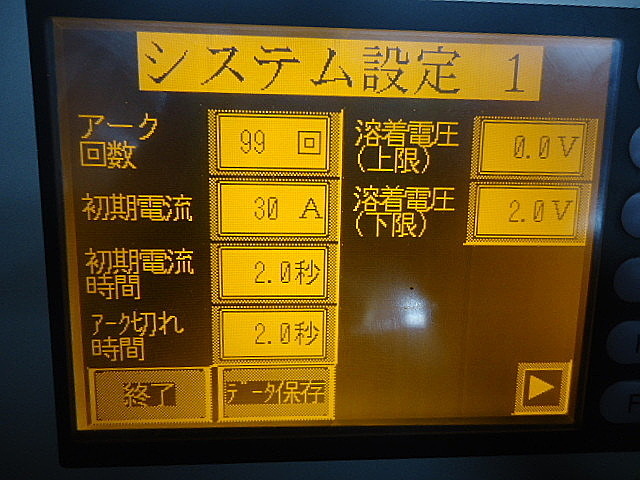 システム設定 1
アーク
回数
99 回
初期電流
30 A
初期電流
時間
2.0秒
アーク切れ
時間
2.0秒
溶着電圧
(上限)
0.0V
溶着電圧
(下限)
2.0V
終了
データ保存